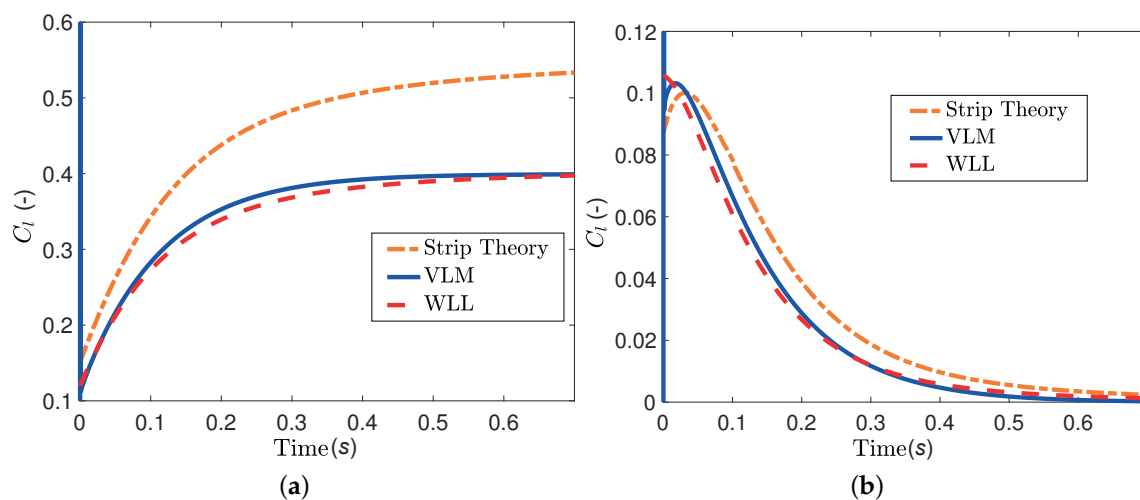 0.6
0.5
0.4
0.3
0.2
0.1
C_l (-)
Strip Theory
VLM
WLL
0 0.1 0.2 0.3 0.4 0.5 0.6
Time(s)
(a)
0.12
0.1
0.08
0.06
0.04
0.02
0
C_l (-)
Strip Theory
VLM
WLL
0 0.1 0.2 0.3 0.4 0.5 0.6
Time(s)
(b)